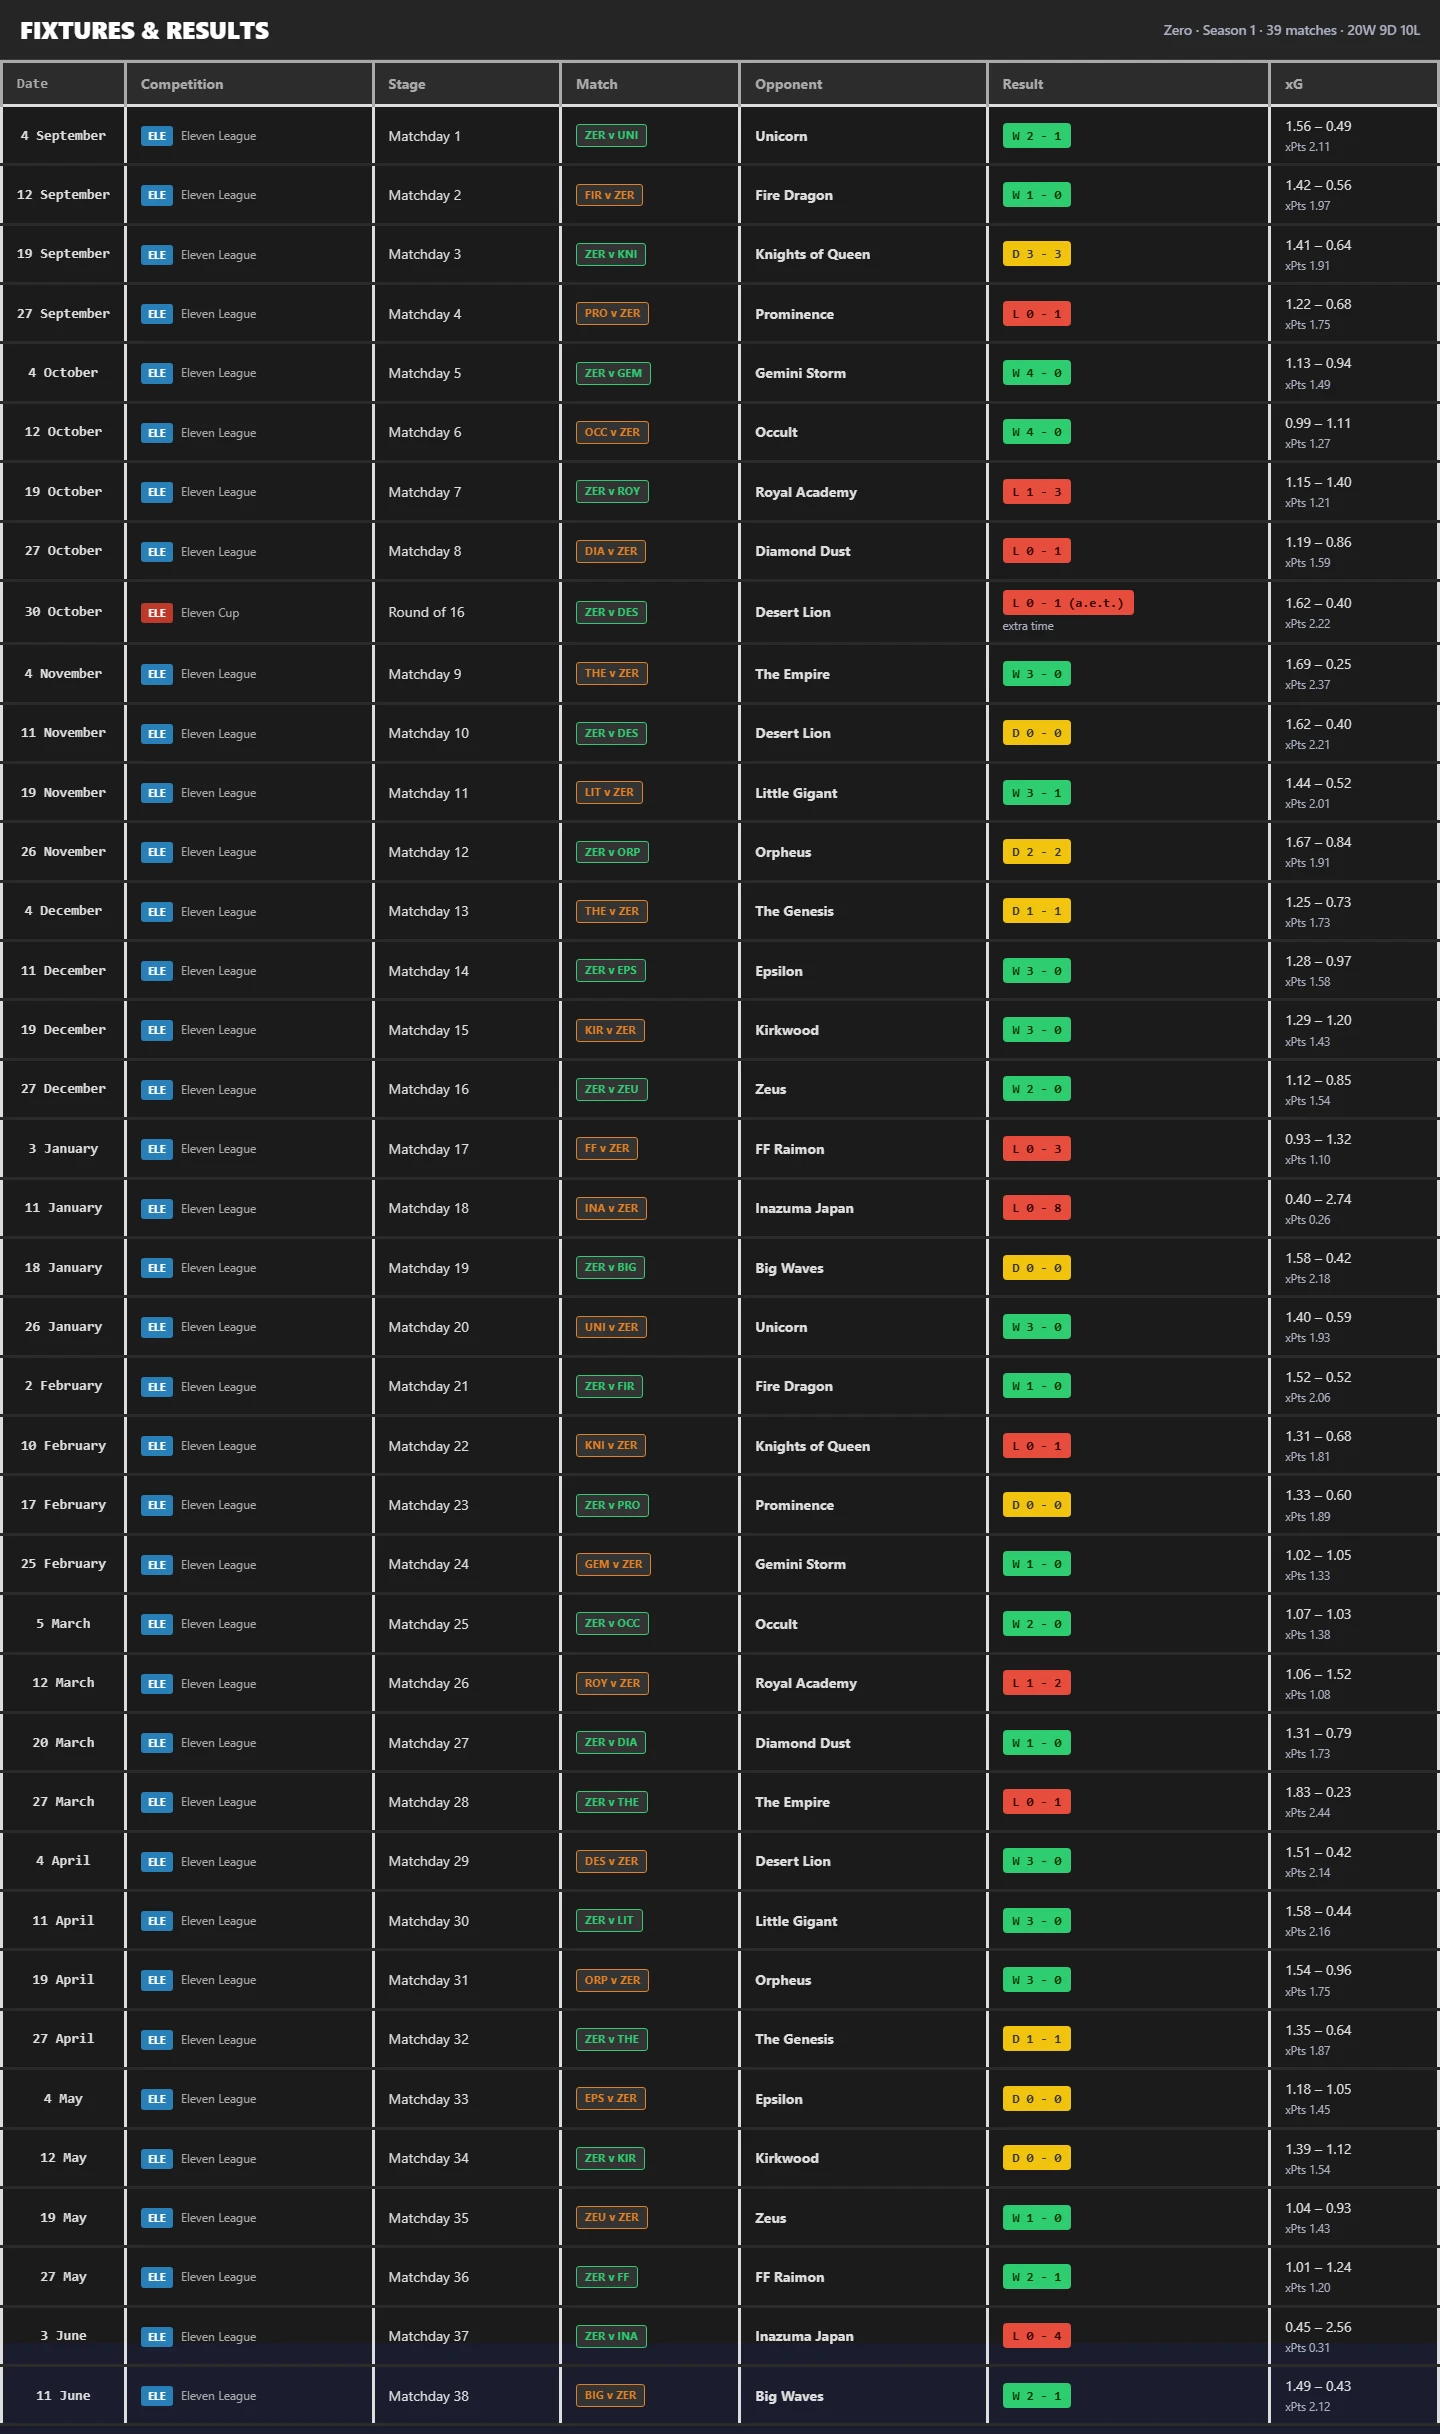 FIXTURES & RESULTS
Zero · Season 1 · 39 matches · 20W 9D 10L
Date Competition Stage Match Opponent Result xG
4 September ELE Eleven League Matchday 1 ZER v UNI Unicorn W 2 - 1 1.56 – 0.49
xPts 2.11
12 September ELE Eleven League Matchday 2 FIR v ZER Fire Dragon W 1 - 0 1.42 – 0.56
xPts 1.97
19 September ELE Eleven League Matchday 3 ZER v KNI Knights of Queen D 3 - 3 1.41 – 0.64
xPts 1.91
27 September ELE Eleven League Matchday 4 PRO v ZER Prominence L 0 - 1 1.22 – 0.68
xPts 1.75
4 October ELE Eleven League Matchday 5 ZER v GEM Gemini Storm W 4 - 0 1.13 – 0.94
xPts 1.49
12 October ELE Eleven League Matchday 6 OCC v ZER Occult W 4 - 0 0.99 – 1.11
xPts 1.27
19 October ELE Eleven League Matchday 7 ZER v ROY Royal Academy L 1 - 3 1.15 – 1.40
xPts 1.21
27 October ELE Eleven League Matchday 8 DIA v ZER Diamond Dust L 0 - 1 1.19 – 0.86
xPts 1.59
30 October ELE Eleven Cup Round of 16 ZER v DES Desert Lion L 0 - 1 (a.e.t.) 1.62 – 0.40
extra time xPts 2.22
4 November ELE Eleven League Matchday 9 THE v ZER The Empire W 3 - 0 1.69 – 0.25
xPts 2.37
11 November ELE Eleven League Matchday 10 ZER v DES Desert Lion D 0 - 0 1.62 – 0.40
xPts 2.21
19 November ELE Eleven League Matchday 11 LIT v ZER Little Gigant W 3 - 1 1.44 – 0.52
xPts 2.01
26 November ELE Eleven League Matchday 12 ZER v ORP Orpheus D 2 - 2 1.67 – 0.84
xPts 1.91
4 December ELE Eleven League Matchday 13 THE v ZER The Genesis D 1 - 1 1.25 – 0.73
xPts 1.73
11 December ELE Eleven League Matchday 14 ZER v EPS Epsilon W 3 - 0 1.28 – 0.97
xPts 1.58
19 December ELE Eleven League Matchday 15 KIR v ZER Kirkwood W 3 - 0 1.29 – 1.20
xPts 1.43
27 December ELE Eleven League Matchday 16 ZER v ZEU Zeus W 2 - 0 1.12 – 0.85
xPts 1.54
3 January ELE Eleven League Matchday 17 FF v ZER FF Raimon L 0 - 3 0.93 – 1.32
xPts 1.10
11 January ELE Eleven League Matchday 18 INA v ZER Inazuma Japan L 0 - 8 0.40 – 2.74
xPts 0.26
18 January ELE Eleven League Matchday 19 ZER v BIG Big Waves D 0 - 0 1.58 – 0.42
xPts 2.18
26 January ELE Eleven League Matchday 20 UNI v ZER Unicorn W 3 - 0 1.40 – 0.59
xPts 1.93
2 February ELE Eleven League Matchday 21 ZER v FIR Fire Dragon W 1 - 0 1.52 – 0.52
xPts 2.06
10 February ELE Eleven League Matchday 22 KNI v ZER Knights of Queen L 0 - 1 1.31 – 0.68
xPts 1.81
17 February ELE Eleven League Matchday 23 ZER v PRO Prominence D 0 - 0 1.33 – 0.60
xPts 1.89
25 February ELE Eleven League Matchday 24 GEM v ZER Gemini Storm W 1 - 0 1.02 – 1.05
xPts 1.33
5 March ELE Eleven League Matchday 25 ZER v OCC Occult W 2 - 0 1.07 – 1.03
xPts 1.38
12 March ELE Eleven League Matchday 26 ROY v ZER Royal Academy L 1 - 2 1.06 – 1.52
xPts 1.08
20 March ELE Eleven League Matchday 27 ZER v DIA Diamond Dust W 1 - 0 1.31 – 0.79
xPts 1.73
27 March ELE Eleven League Matchday 28 ZER v THE The Empire L 0 - 1 1.83 – 0.23
xPts 2.44
4 April ELE Eleven League Matchday 29 DES v ZER Desert Lion W 3 - 0 1.51 – 0.42
xPts 2.14
11 April ELE Eleven League Matchday 30 ZER v LIT Little Gigant W 3 - 0 1.58 – 0.44
xPts 2.16
19 April ELE Eleven League Matchday 31 ORP v ZER Orpheus W 3 - 0 1.54 – 0.96
xPts 1.75
27 April ELE Eleven League Matchday 32 ZER v THE The Genesis D 1 - 1 1.35 – 0.64
xPts 1.87
4 May ELE Eleven League Matchday 33 EPS v ZER Epsilon D 0 - 0 1.18 – 1.05
xPts 1.45
12 May ELE Eleven League Matchday 34 ZER v KIR Kirkwood D 0 - 0 1.39 – 1.12
xPts 1.54
19 May ELE Eleven League Matchday 35 ZEU v ZER Zeus W 1 - 0 1.04 – 0.93
xPts 1.43
27 May ELE Eleven League Matchday 36 ZER v FF FF Raimon W 2 - 1 1.01 – 1.24
xPts 1.20
3 June ELE Eleven League Matchday 37 ZER v INA Inazuma Japan L 0 - 4 0.45 – 2.56
xPts 0.31
11 June ELE Eleven League Matchday 38 BIG v ZER Big Waves W 2 - 1 1.49 – 0.43
xPts 2.12